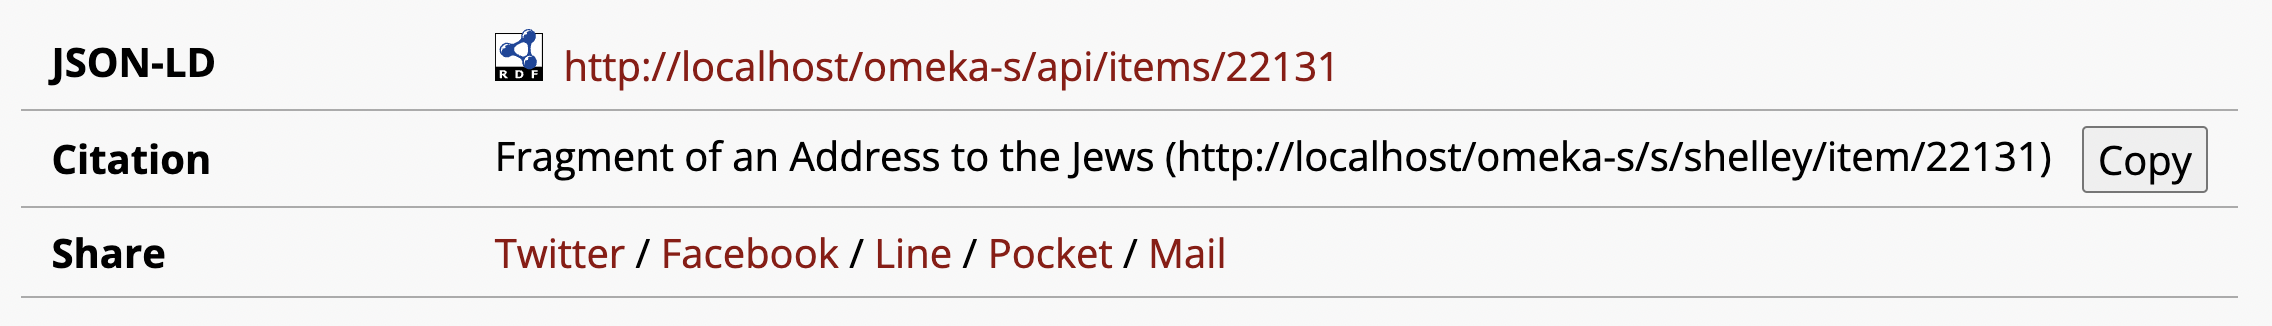 JSON-LD RDF http://localhost/omeka-s/api/items/22131
Citation Fragment of an Address to the Jews (http://localhost/omeka-s/s/shelley/item/22131) Copy
Share Twitter / Facebook / Line / Pocket / Mail